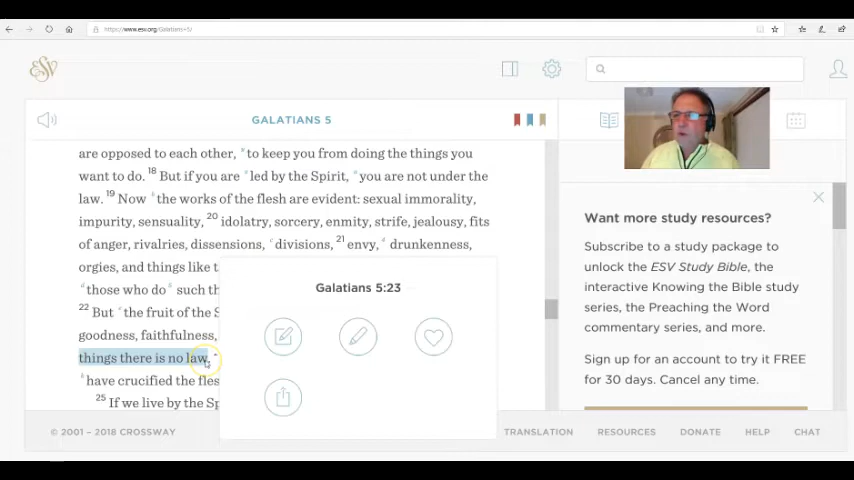 https://www.esv.org/Galatians+5/
ESV
GALATIANS 5
are opposed to each other, to keep you from doing the things you
want to do. 18 But if you are led by the Spirit, you are not under the
law. 19 Now the works of the flesh are evident: sexual immorality,
impurity, sensuality, 20 idolatry, sorcery, enmity, strife, jealousy, fits
of anger, rivalries, dissensions, divisions, 21 envy, drunkenness,
orgies, and things like t
those who do such th
22 But the fruit of the S
goodness, faithfulness,
things there is no law.
have crucified the fles
25 If we live by the Sp
Galatians 5:23
Want more study resources?
Subscribe to a study package to
unlock the ESV Study Bible, the
interactive Knowing the Bible study
series, the Preaching the Word
commentary series, and more.
Sign up for an account to try it FREE
for 30 days. Cancel any time.
© 2001 – 2018 CROSSWAY
TRANSLATION
RESOURCES
DONATE
HELP
CHAT